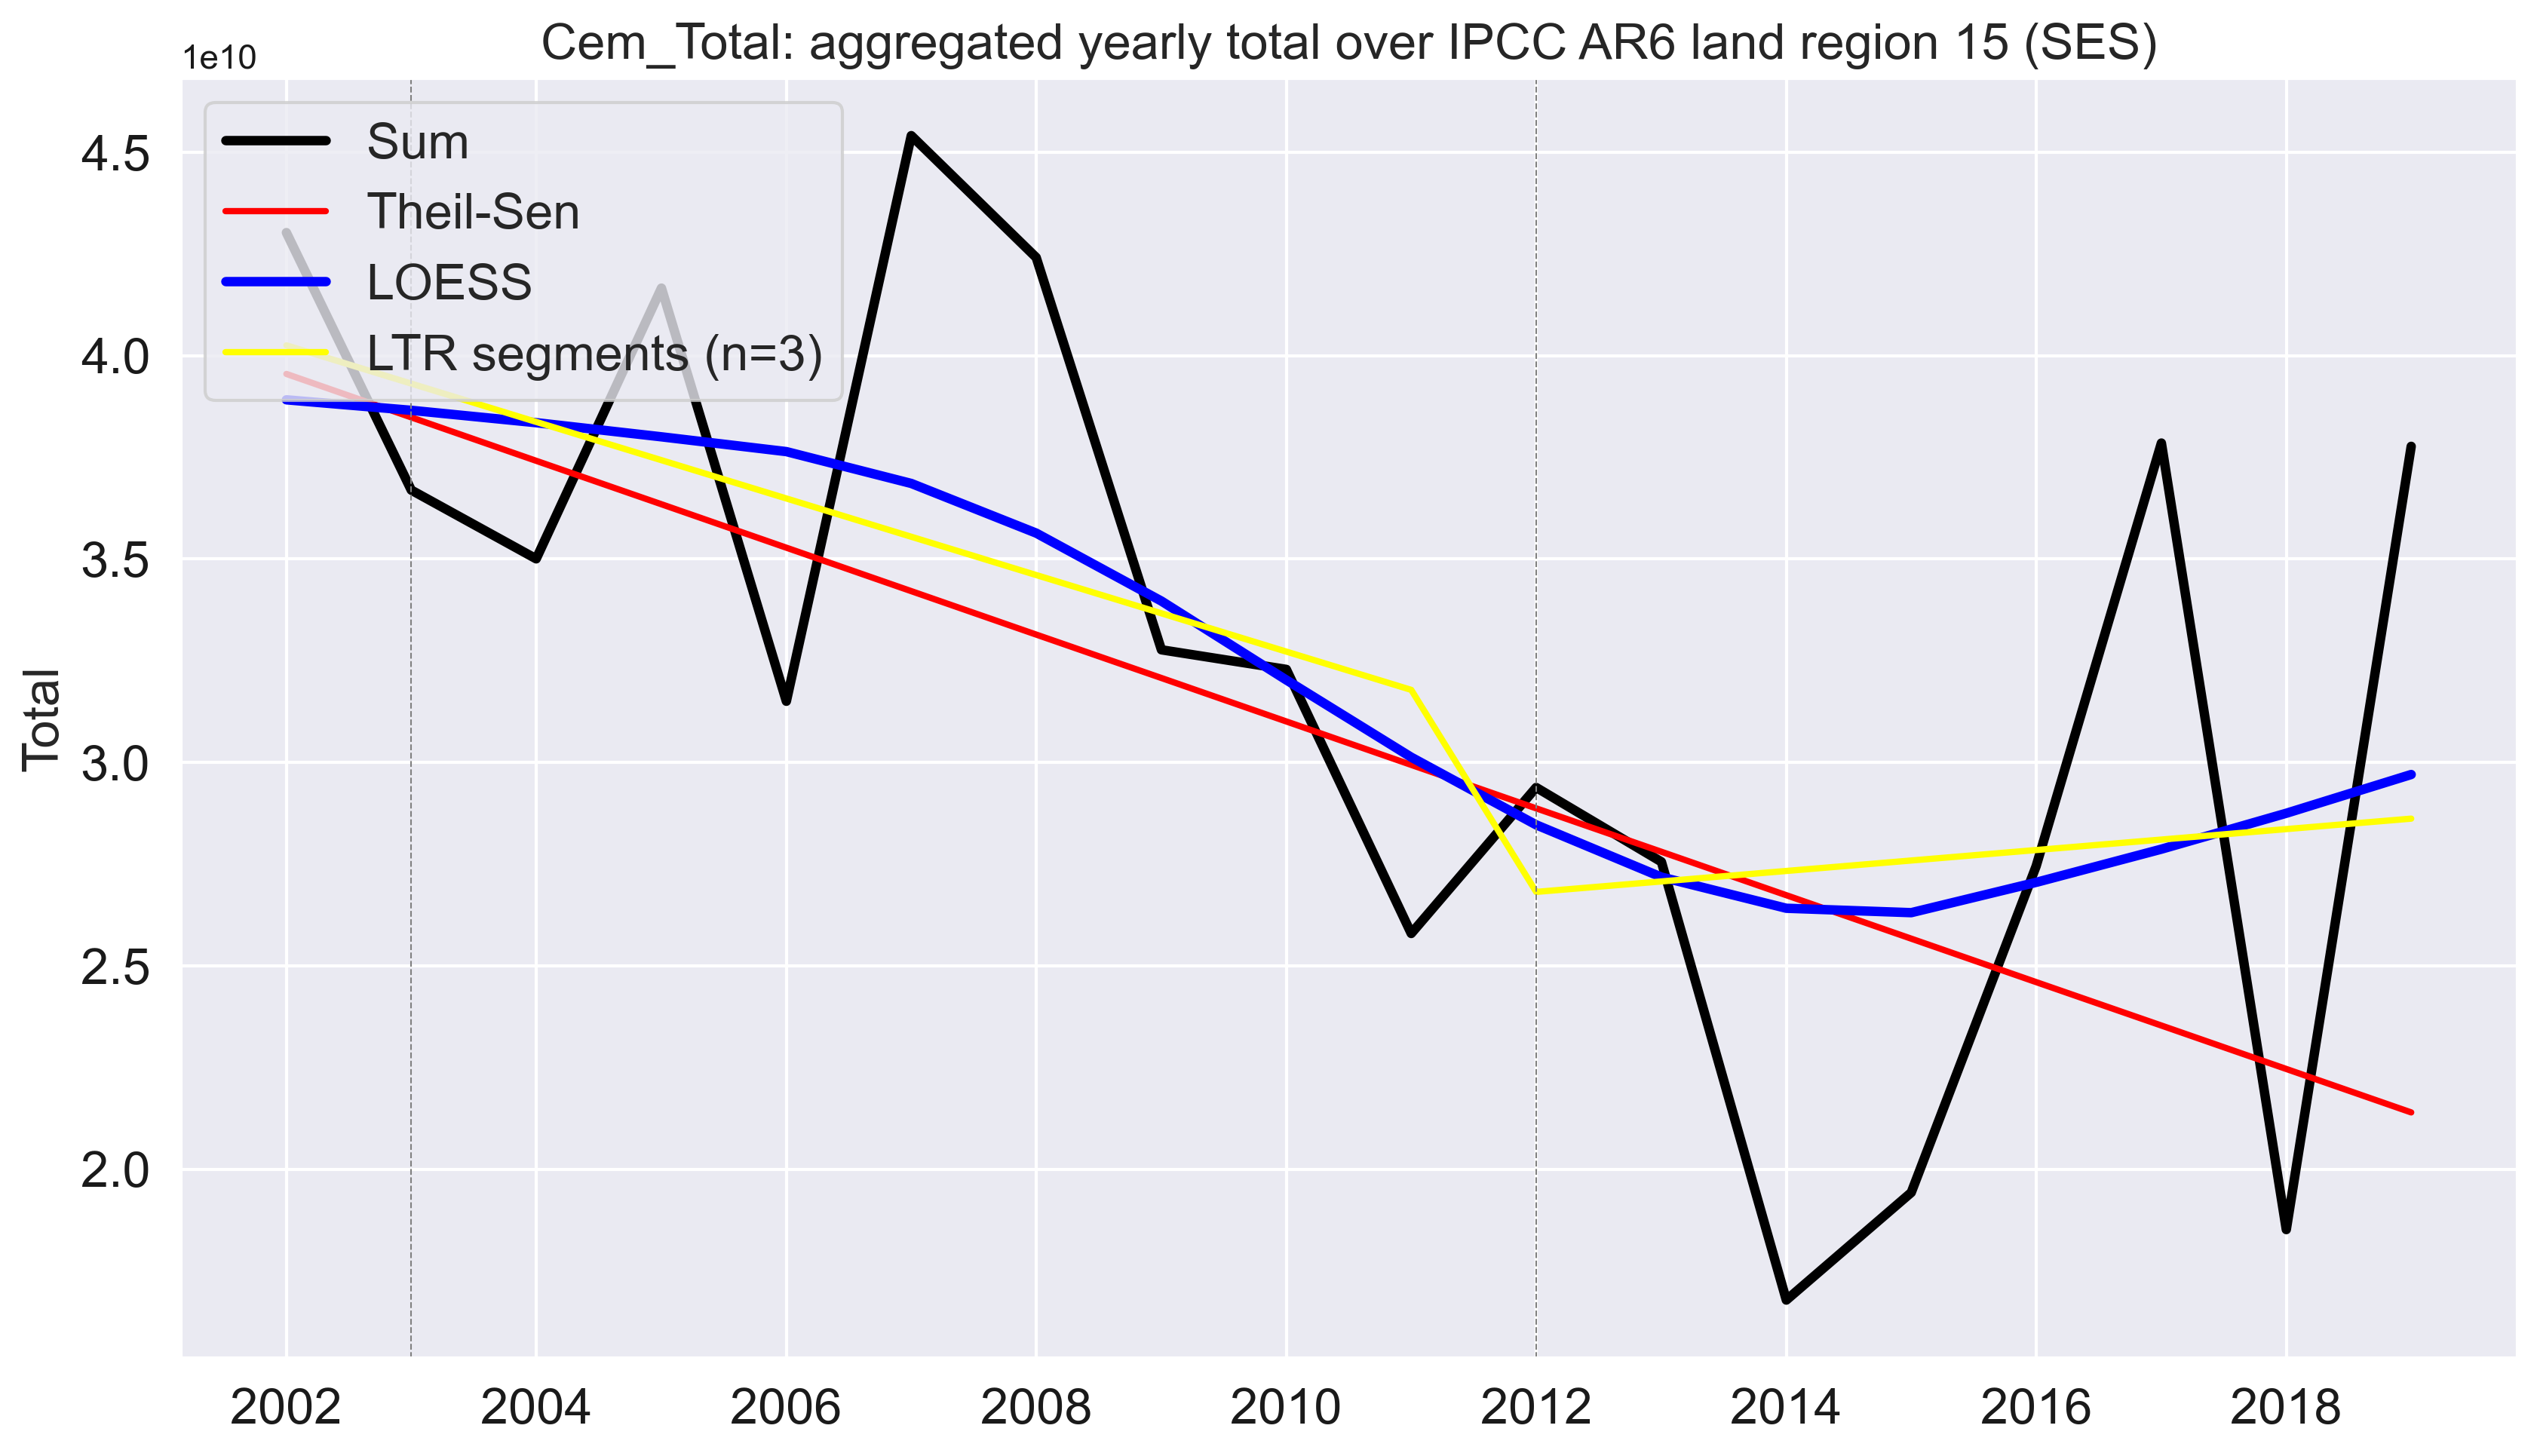 Cem_Total: aggregated yearly total over IPCC AR6 land region 15 (SES)
1e10
Sum
Theil-Sen
LOESS
LTR segments (n=3)
Total
4.5
4.0
3.5
3.0
2.5
2.0
2002 2004 2006 2008 2010 2012 2014 2016 2018